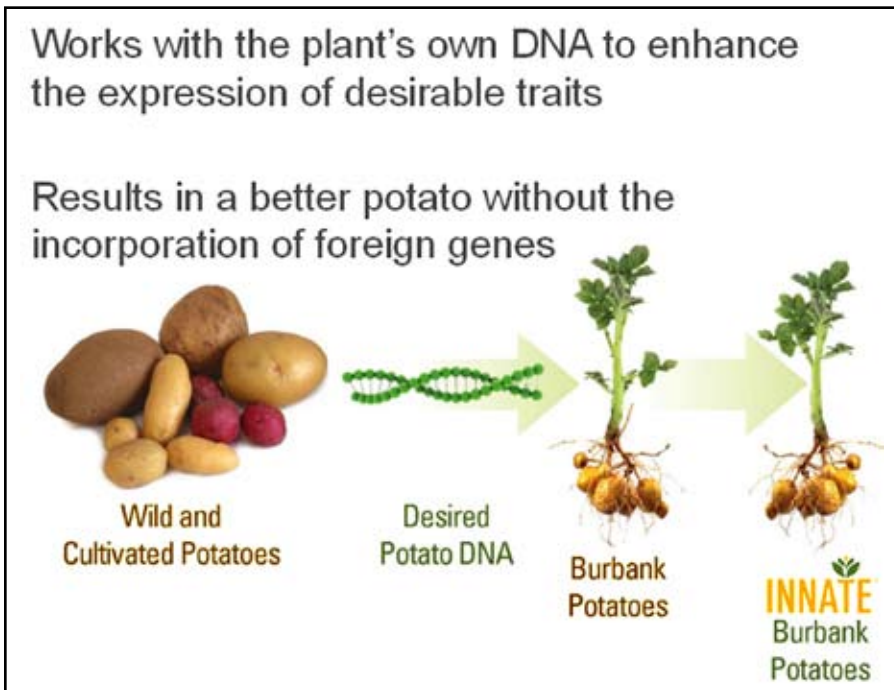 Works with the plant's own DNA to enhance
the expression of desirable traits
Results in a better potato without the
incorporation of foreign genes
Wild and
Cultivated Potatoes
Desired
Potato DNA
Burbank
Potatoes
INNATE
Burbank
Potatoes